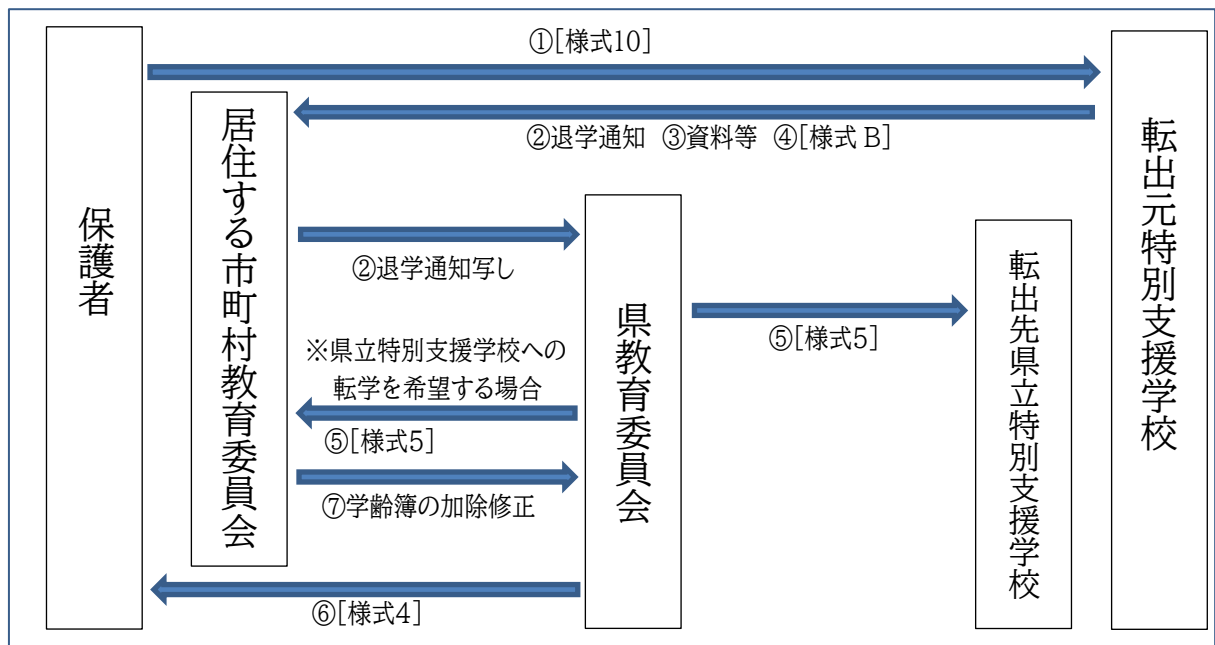 ①[様式10]
②退学通知 ③資料等 ④[様式 B]
保護者
居住する市町村教育委員会
②退学通知写し
※県立特別支援学校への
転学を希望する場合
⑤[様式5]
⑦学齢簿の加除修正
⑥[様式4]
県教育委員会
⑤[様式5]
転出先県立特別支援学校
転出元特別支援学校